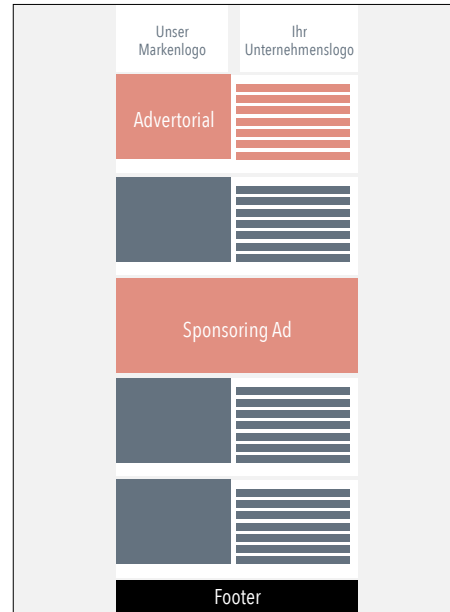 Unser
Markenlogo
Ihr
Unternehmenslogo
Advertorial
Sponsoring Ad
Footer